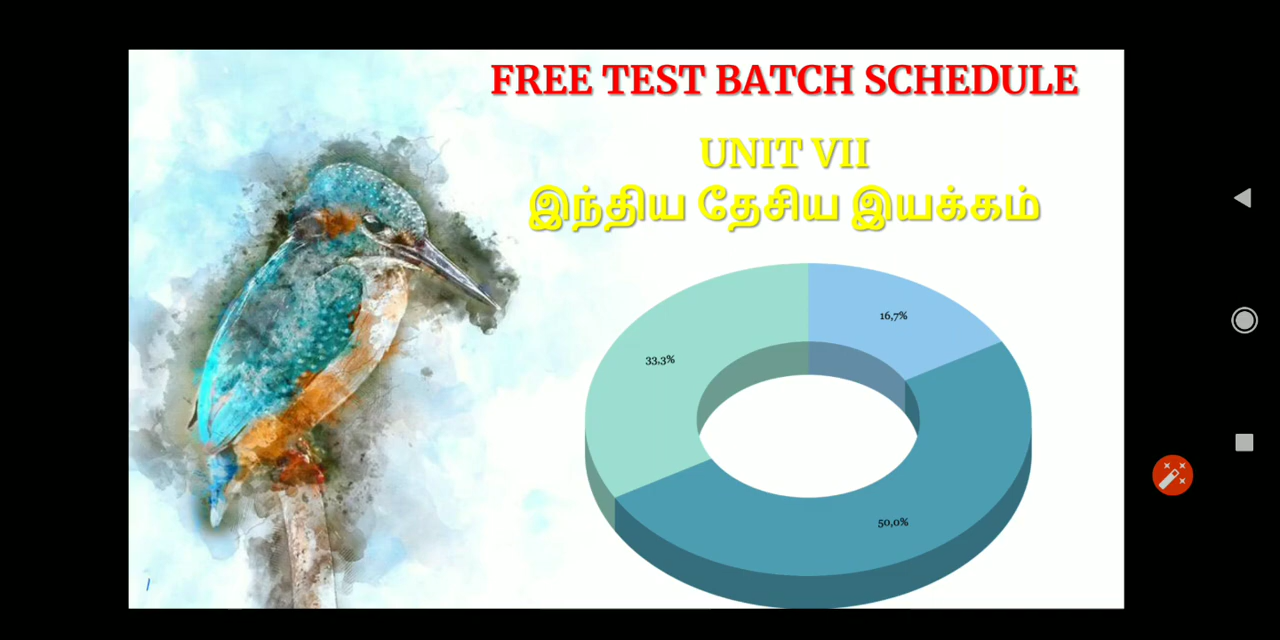 FREE TEST BATCH SCHEDULE
UNIT VII
இந்திய தேசிய இயக்கம்
16,7%
33,3%
50,0%